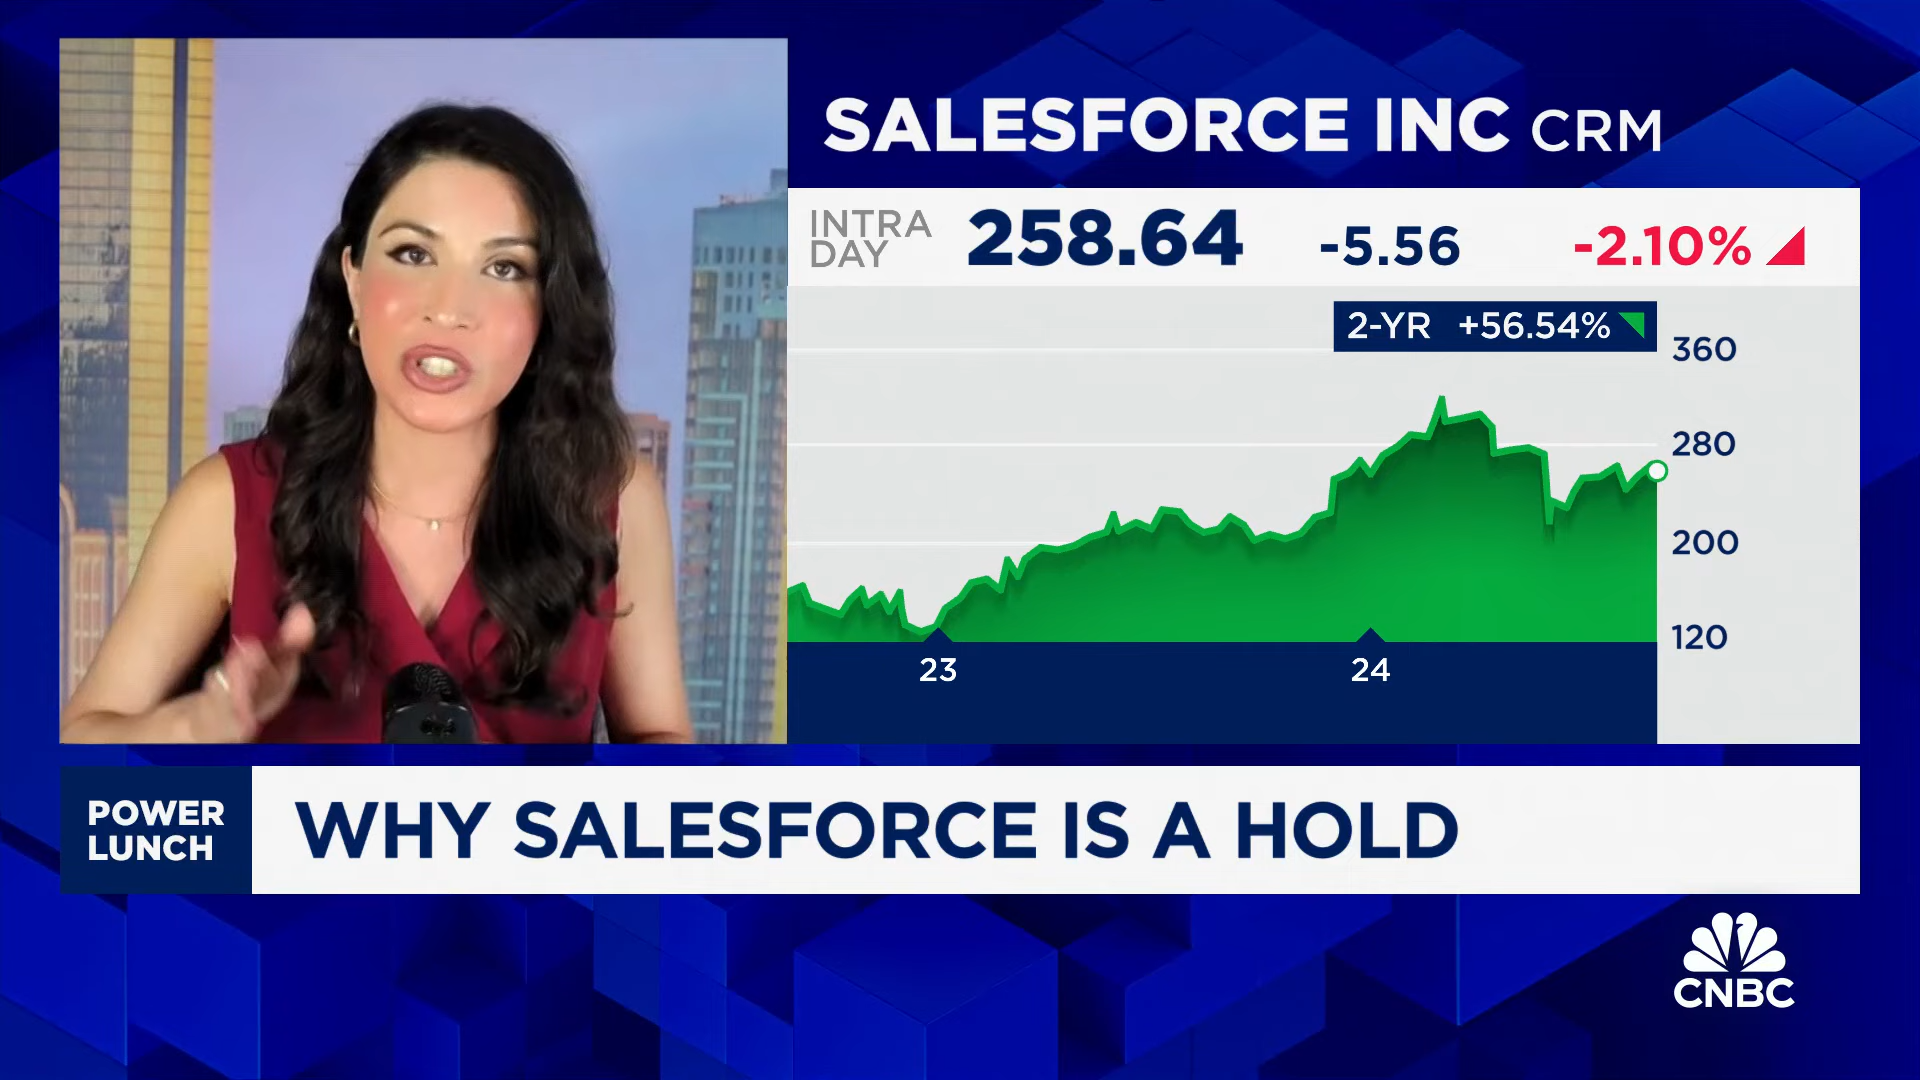 SALESFORCE INC CRM
INTRA
DAY
258.64 -5.56 -2.10%
2-YR +56.54%
360
280
200
120
23 24
POWER
LUNCH
WHY SALESFORCE IS A HOLD
CNBC